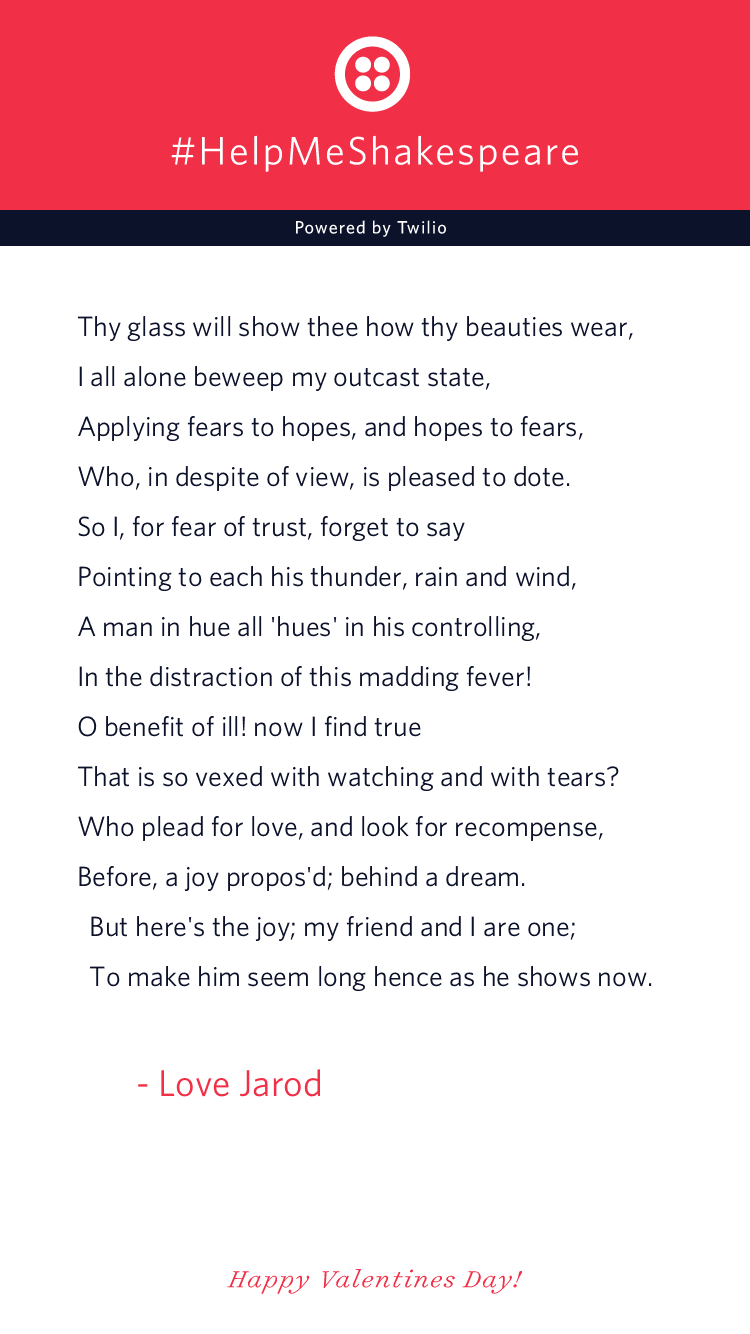 #HelpMeShakespeare
Powered by Twilio
Thy glass will show thee how thy beauties wear,
I all alone beweep my outcast state,
Applying fears to hopes, and hopes to fears,
Who, in despite of view, is pleased to dote.
So I, for fear of trust, forget to say
Pointing to each his thunder, rain and wind,
A man in hue all 'hues' in his controlling,
In the distraction of this madding fever!
O benefit of ill! now I find true
That is so vexed with watching and with tears?
Who plead for love, and look for recompense,
Before, a joy propos'd; behind a dream.
But here's the joy; my friend and I are one;
To make him seem long hence as he shows now.
- Love Jarod
Happy Valentines Day!